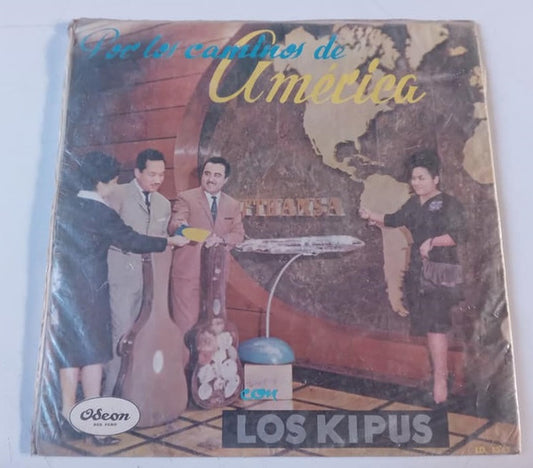 Por los caminos de
América
con
LOS KIPUS
Odeon